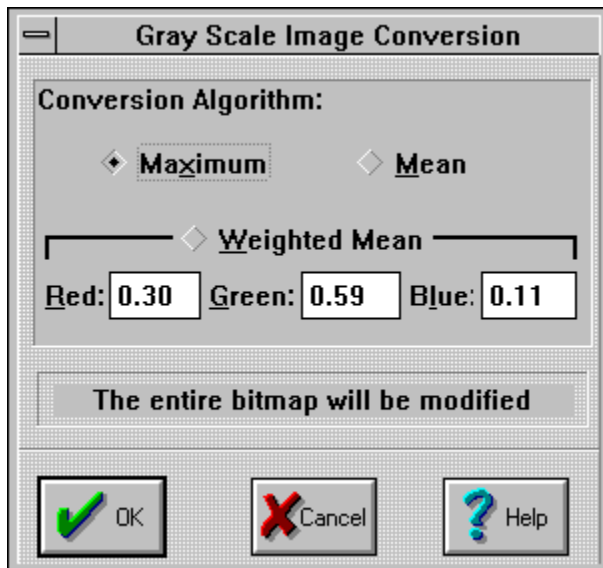 Gray Scale Image Conversion
Conversion Algorithm:
Maximum Mean
Weighted Mean
Red: 0.30 Green: 0.59 Blue: 0.11
The entire bitmap will be modified
OK Cancel Help